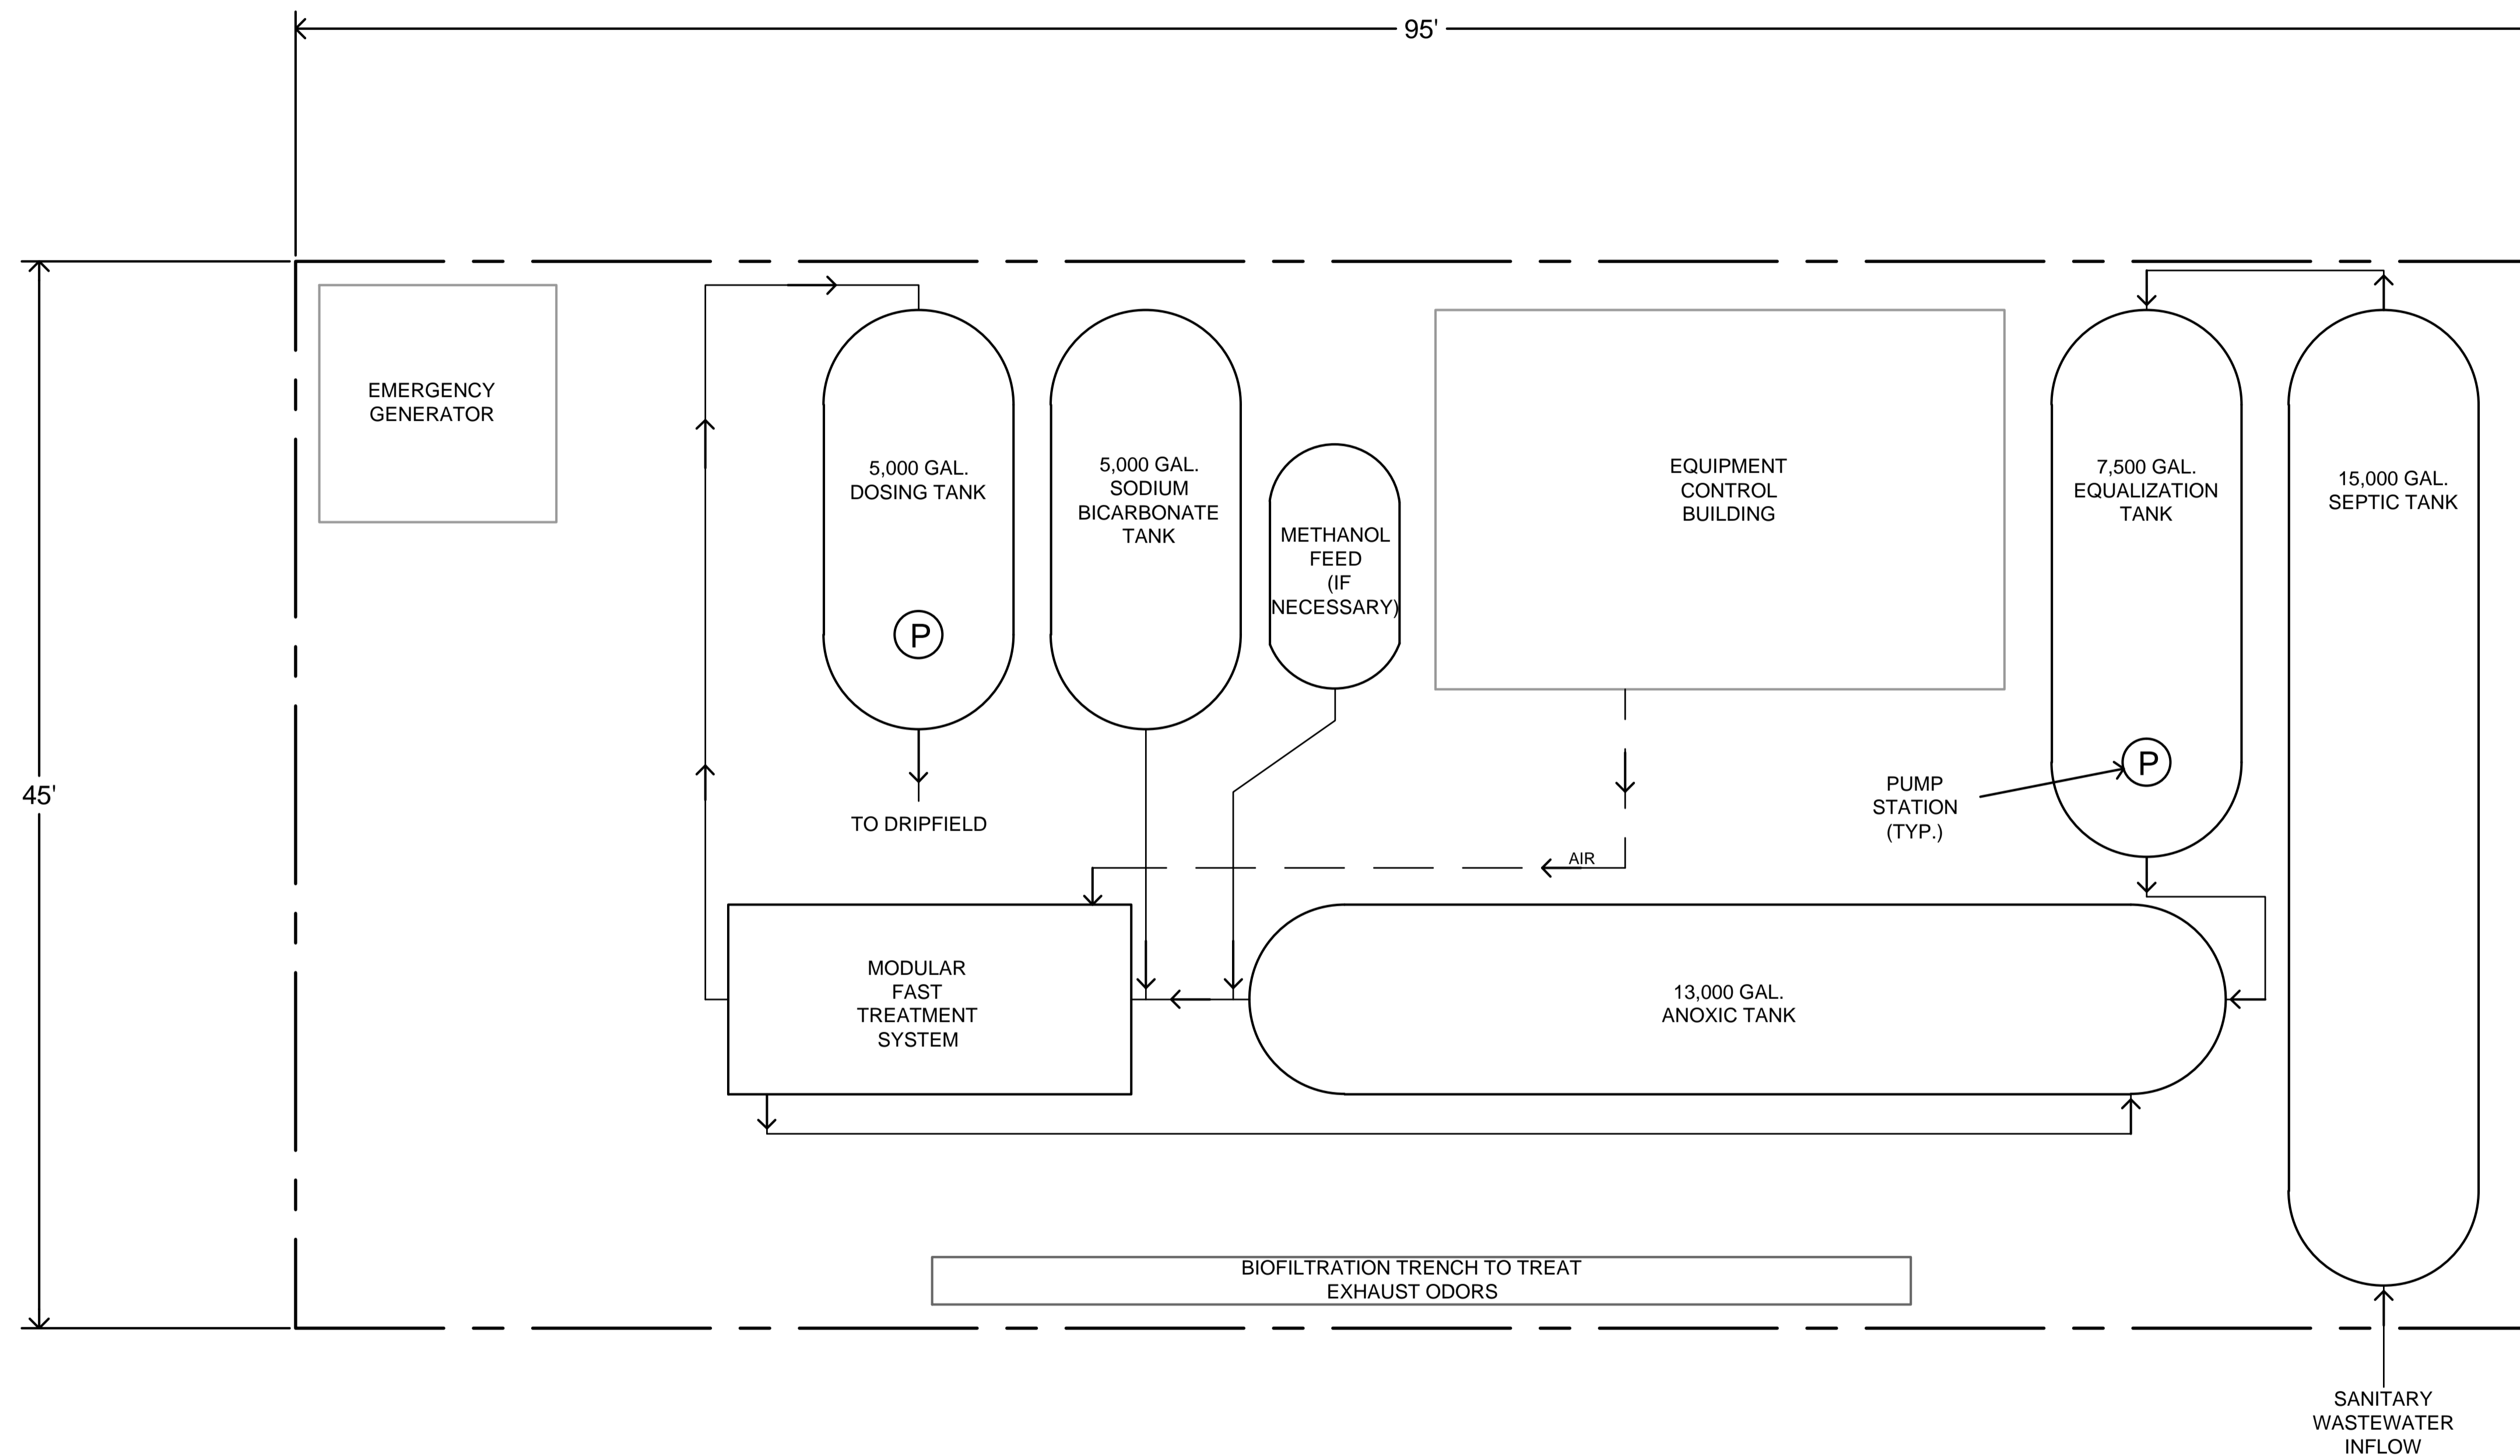 95'
45'
EMERGENCY
GENERATOR
5,000 GAL.
DOSING TANK
P
TO DRIPFIELD
5,000 GAL.
SODIUM
BICARBONATE
TANK
METHANOL
FEED
(IF
NECESSARY)
EQUIPMENT
CONTROL
BUILDING
7,500 GAL.
EQUALIZATION
TANK
P
15,000 GAL.
SEPTIC TANK
PUMP
STATION
(TYP.)
AIR
MODULAR
FAST
TREATMENT
SYSTEM
13,000 GAL.
ANOXIC TANK
BIOFILTRATION TRENCH TO TREAT
EXHAUST ODORS
SANITARY
WASTEWATER
INFLOW